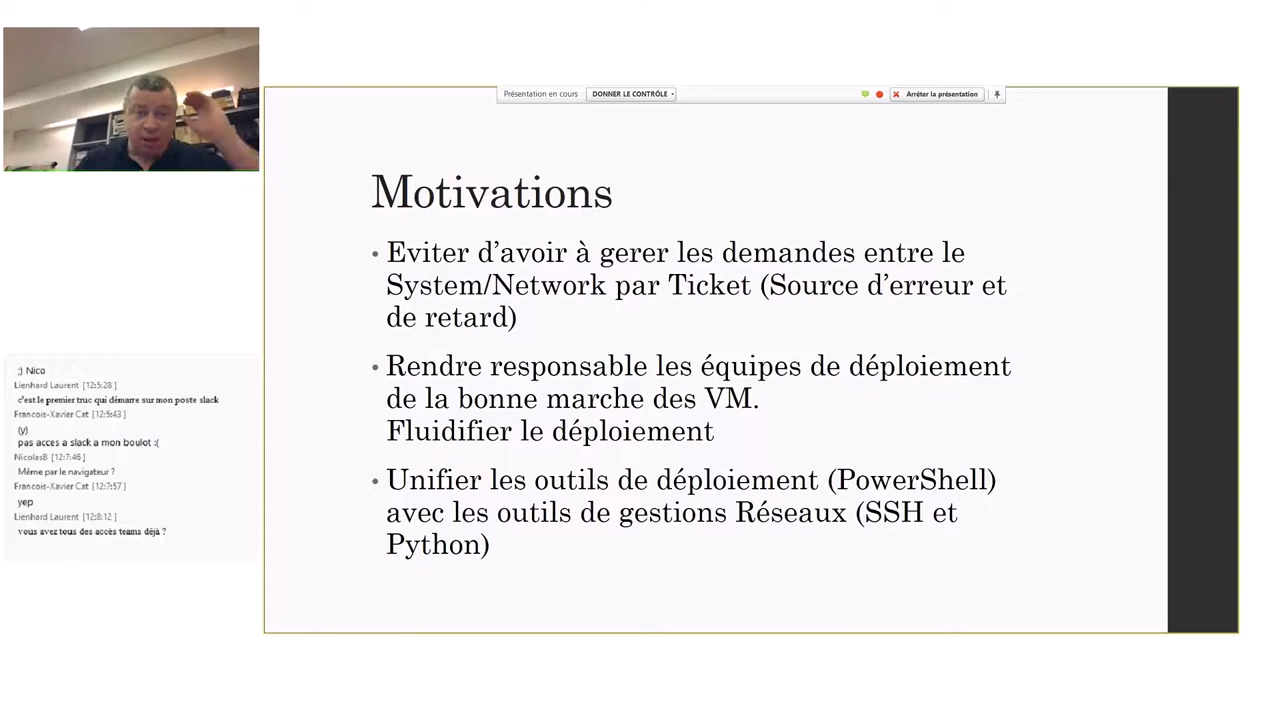 Présentation en cours
DONNER LE CONTRÔLE
Arrêter la présentation
Motivations
• Eviter d'avoir à gerer les demandes entre le
System/Network par Ticket (Source d'erreur et
de retard)
• Rendre responsable les équipes de déploiement
de la bonne marche des VM.
Fluidifier le déploiement
• Unifier les outils de déploiement (PowerShell)
avec les outils de gestions Réseaux (SSH et
Python)
;) Nico
Lienhard Laurent [12:5:28 ]
c'est le premier truc qui démarre sur mon poste slack
Francois-Xavier Cat [12:5:43 ]
(y)
pas acces a slack a mon boulot :(
NicolasB [12:7:46 ]
Même par le navigateur ?
Francois-Xavier Cat [12:7:57 ]
yep
Lienhard Laurent [12:8:12 ]
vous avez tous des accès teams déjà ?